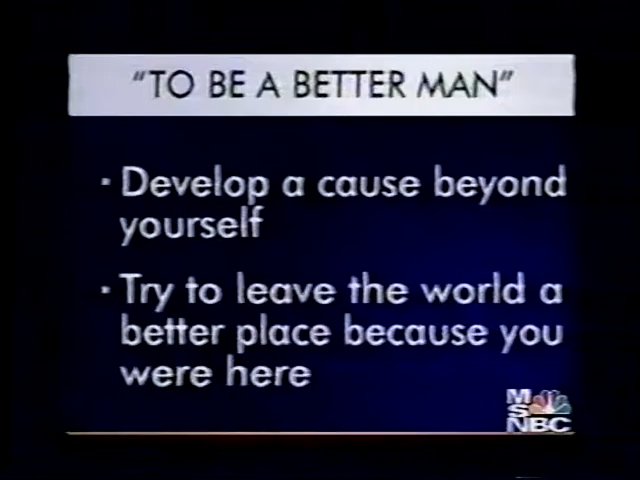 "TO BE A BETTER MAN"
· Develop a cause beyond
yourself
· Try to leave the world a
better place because you
were here
M
S
NBC